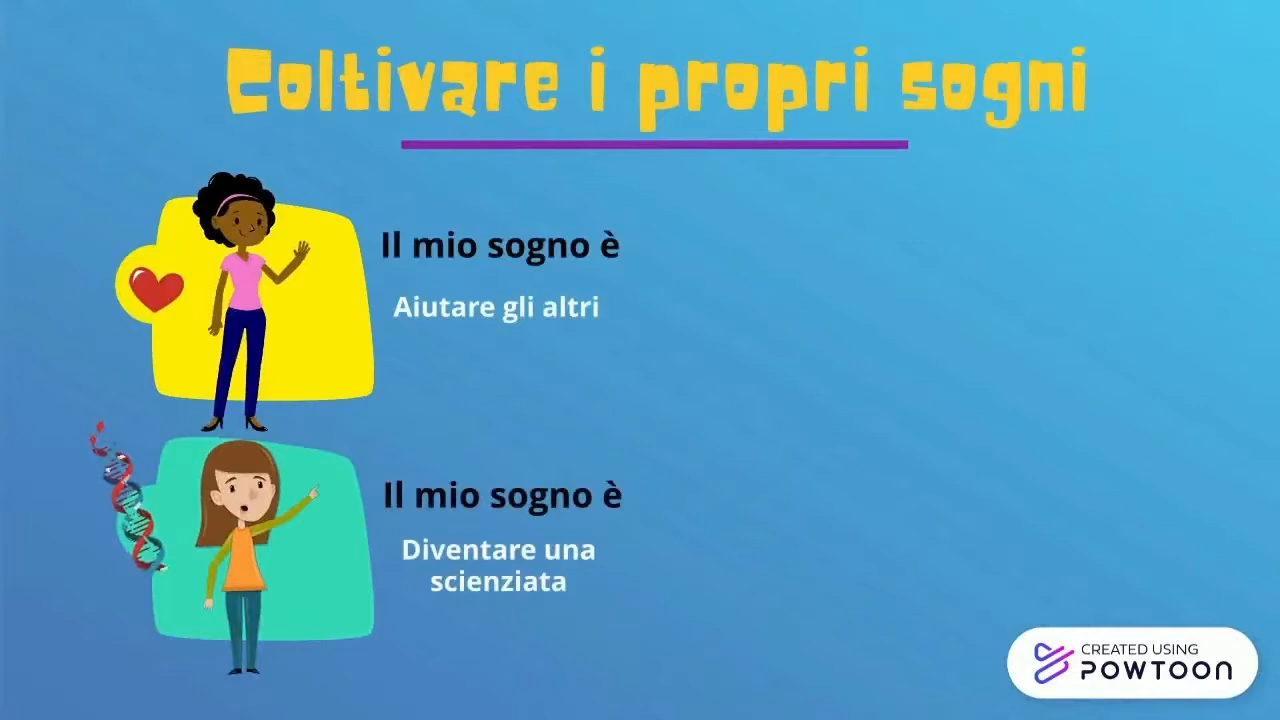 Coltivare i propri sogni
Il mio sogno è
Aiutare gli altri
Il mio sogno è
Diventare una
scienziata
CREATED USING
POWTOON